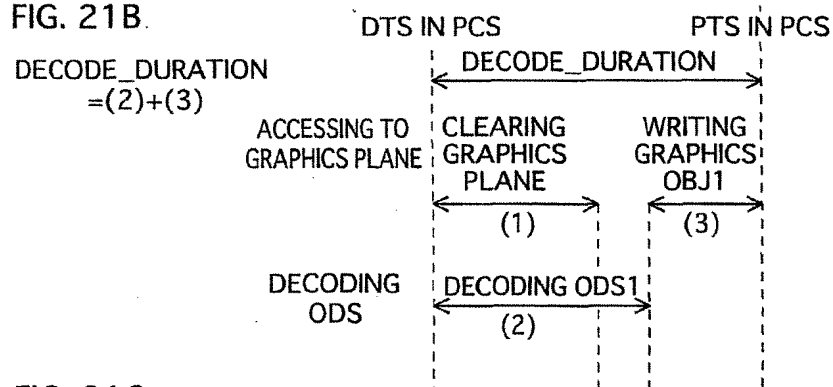 FIG. 21B.
DTS IN PCS
PTS IN PCS
DECODE_DURATION
=(2)+(3)
DECODE_DURATION
ACCESSING TO
GRAPHICS PLANE
CLEARING
GRAPHICS
PLANE
(1)
WRITING
GRAPHICS
OBJ1
(3)
DECODING
ODS
DECODING ODS1
(2)